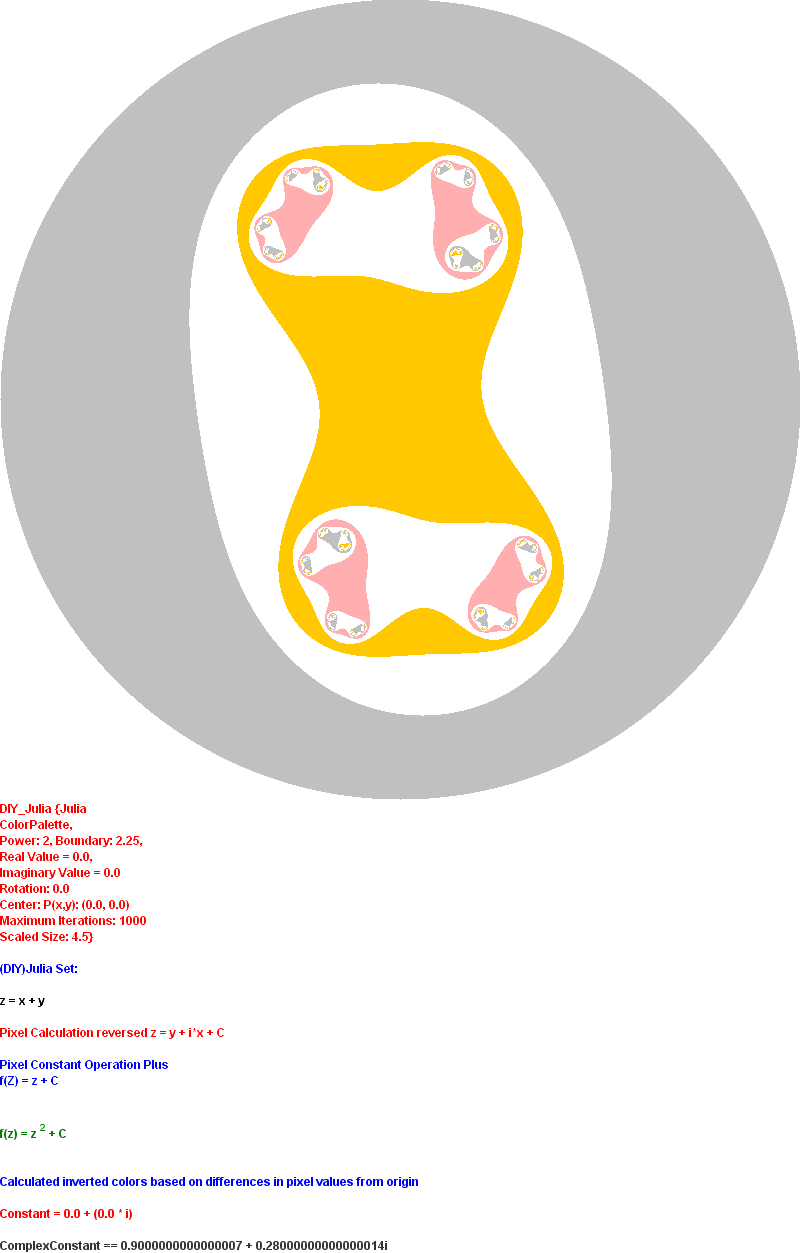 DIY_Julia {Julia
ColorPalette,
Power: 2, Boundary: 2.25,
Real Value = 0.0,
Imaginary Value = 0.0
Rotation: 0.0
Center: P(x,y): (0.0, 0.0)
Maximum Iterations: 1000
Scaled Size: 4.5}
(DIY)Julia Set:
z = x + y
Pixel Calculation reversed z = y + i*x + C
Pixel Constant Operation Plus
f(Z) = z + C
f(z) = z 2 + C
Calculated inverted colors based on differences in pixel values from origin
Constant = 0.0 + (0.0 * i)
ComplexConstant == 0.9000000000000007 + 0.28000000000000014i